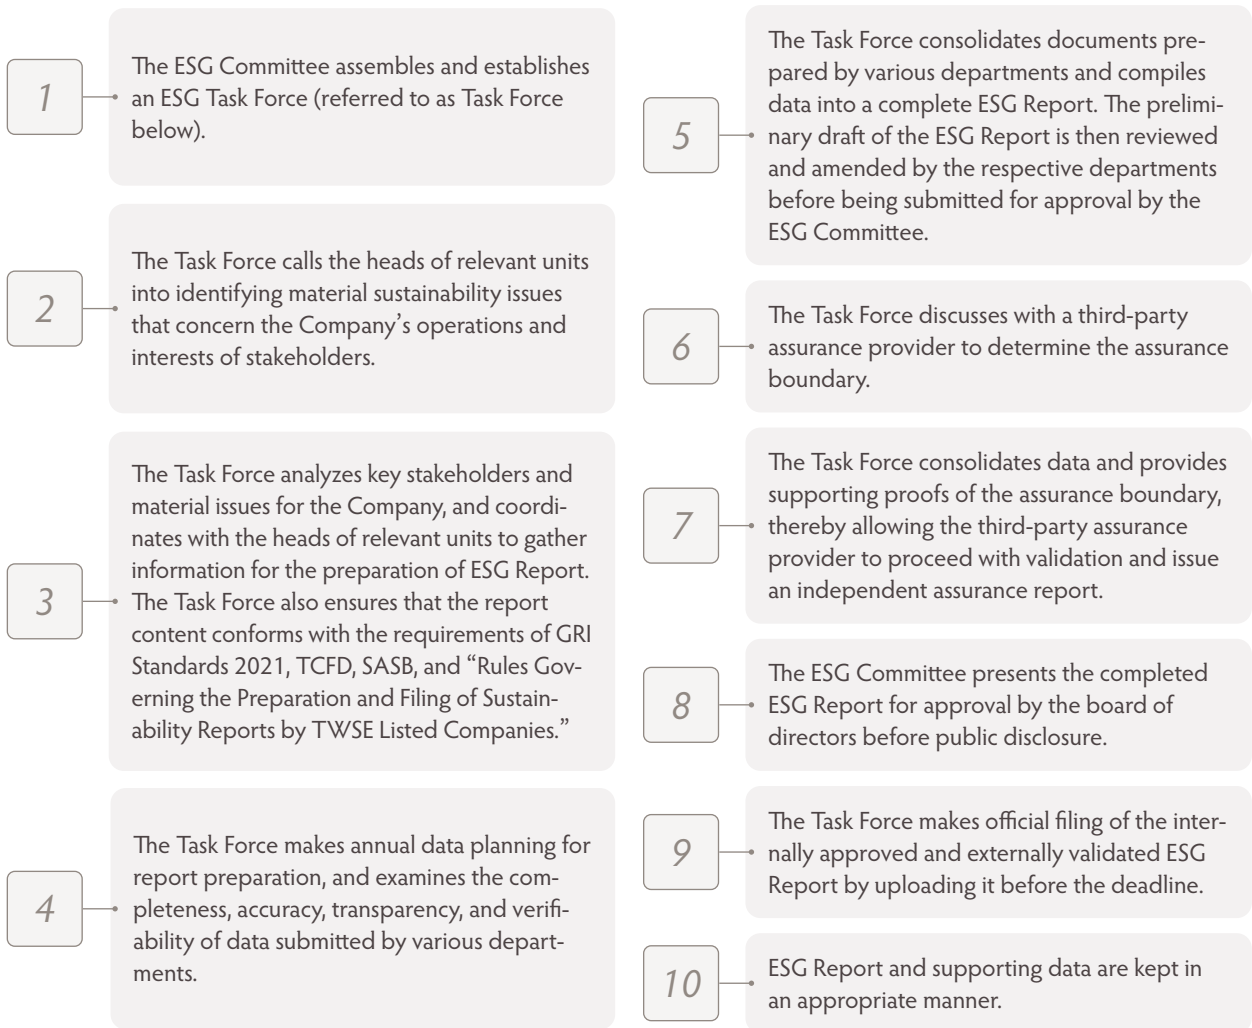 1
The ESG Committee assembles and establishes
an ESG Task Force (referred to as Task Force
below).
2
The Task Force calls the heads of relevant units
into identifying material sustainability issues
that concern the Company’s operations and
interests of stakeholders.
3
The Task Force analyzes key stakeholders and
material issues for the Company, and coordi-
nates with the heads of relevant units to gather
information for the preparation of ESG Report.
The Task Force also ensures that the report
content conforms with the requirements of GRI
Standards 2021, TCFD, SASB, and “Rules Gov-
erning the Preparation and Filing of Sustain-
ability Reports by TWSE Listed Companies.”
4
The Task Force makes annual data planning for
report preparation, and examines the com-
pleteness, accuracy, transparency, and verifi-
ability of data submitted by various depart-
ments.
5
The Task Force consolidates documents pre-
pared by various departments and compiles
data into a complete ESG Report. The prelimi-
nary draft of the ESG Report is then reviewed
and amended by the respective departments
before being submitted for approval by the
ESG Committee.
6
The Task Force discusses with a third-party
assurance provider to determine the assurance
boundary.
7
The Task Force consolidates data and provides
supporting proofs of the assurance boundary,
thereby allowing the third-party assurance
provider to proceed with validation and issue
an independent assurance report.
8
The ESG Committee presents the completed
ESG Report for approval by the board of
directors before public disclosure.
9
The Task Force makes official filing of the inter-
nally approved and externally validated ESG
Report by uploading it before the deadline.
10
ESG Report and supporting data are kept in
an appropriate manner.